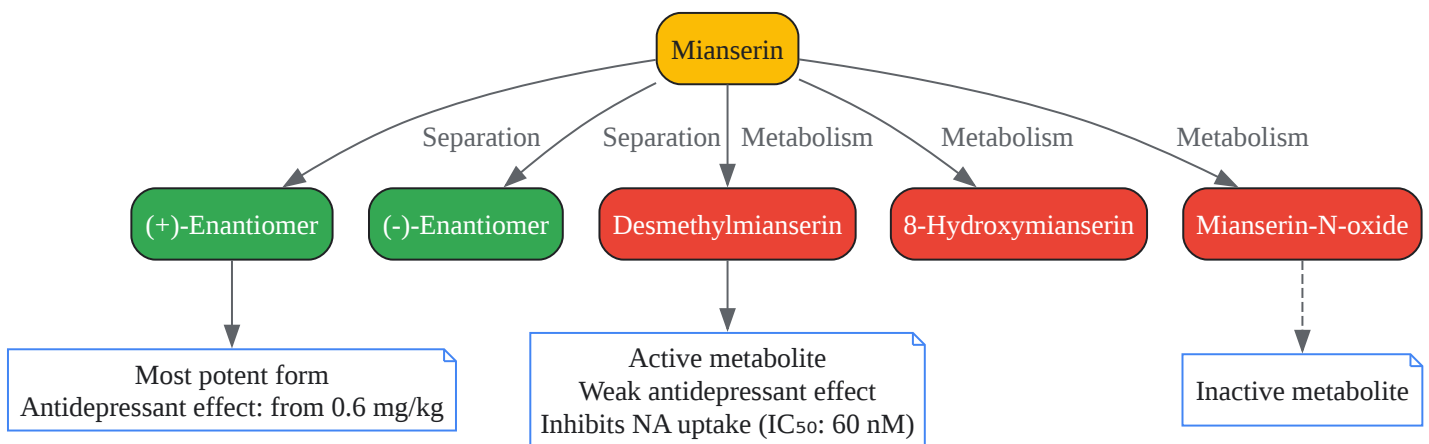 Mianserin
Separation
Separation
Metabolism
Metabolism
Metabolism
(+)-Enantiomer
(-)-Enantiomer
Desmethylmianserin
8-Hydroxymianserin
Mianserin-N-oxide
Most potent form
Antidepressant effect: from 0.6 mg/kg
Active metabolite
Weak antidepressant effect
Inhibits NA uptake (IC₅₀: 60 nM)
Inactive metabolite